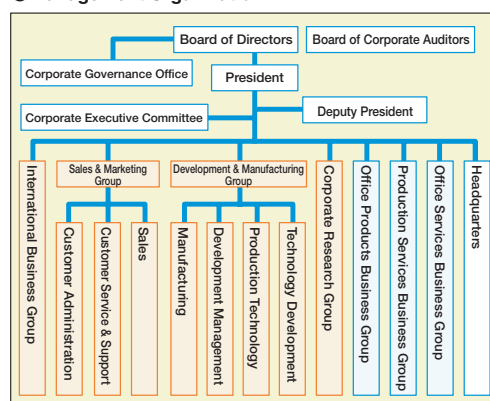 Board of Directors
Board of Corporate Auditors
Corporate Governance Office
President
Corporate Executive Committee
Deputy President
International Business Group
Sales & Marketing
Group
Customer Administration
Customer Service & Support
Sales
Development & Manufacturing
Group
Manufacturing
Development Management
Production Technology
Technology Development
Corporate Research Group
Office Products Business Group
Production Services Business Group
Office Services Business Group
Headquarters